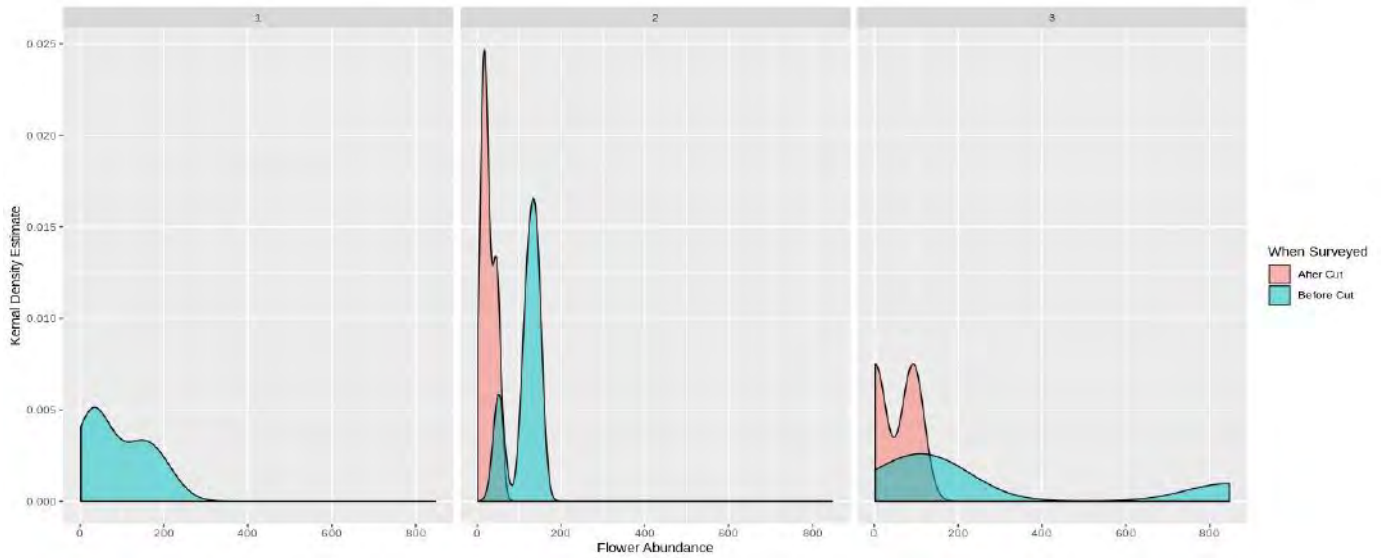 1 2 3
0.025
0.020
0.015
0.010
0.005
0.000
Kernal Density Estimate
0 200 400 600 800 0 200 400 600 800 0 200 400 600 800
Flower Abundance
When Surveyed
After Cut
Before Cut